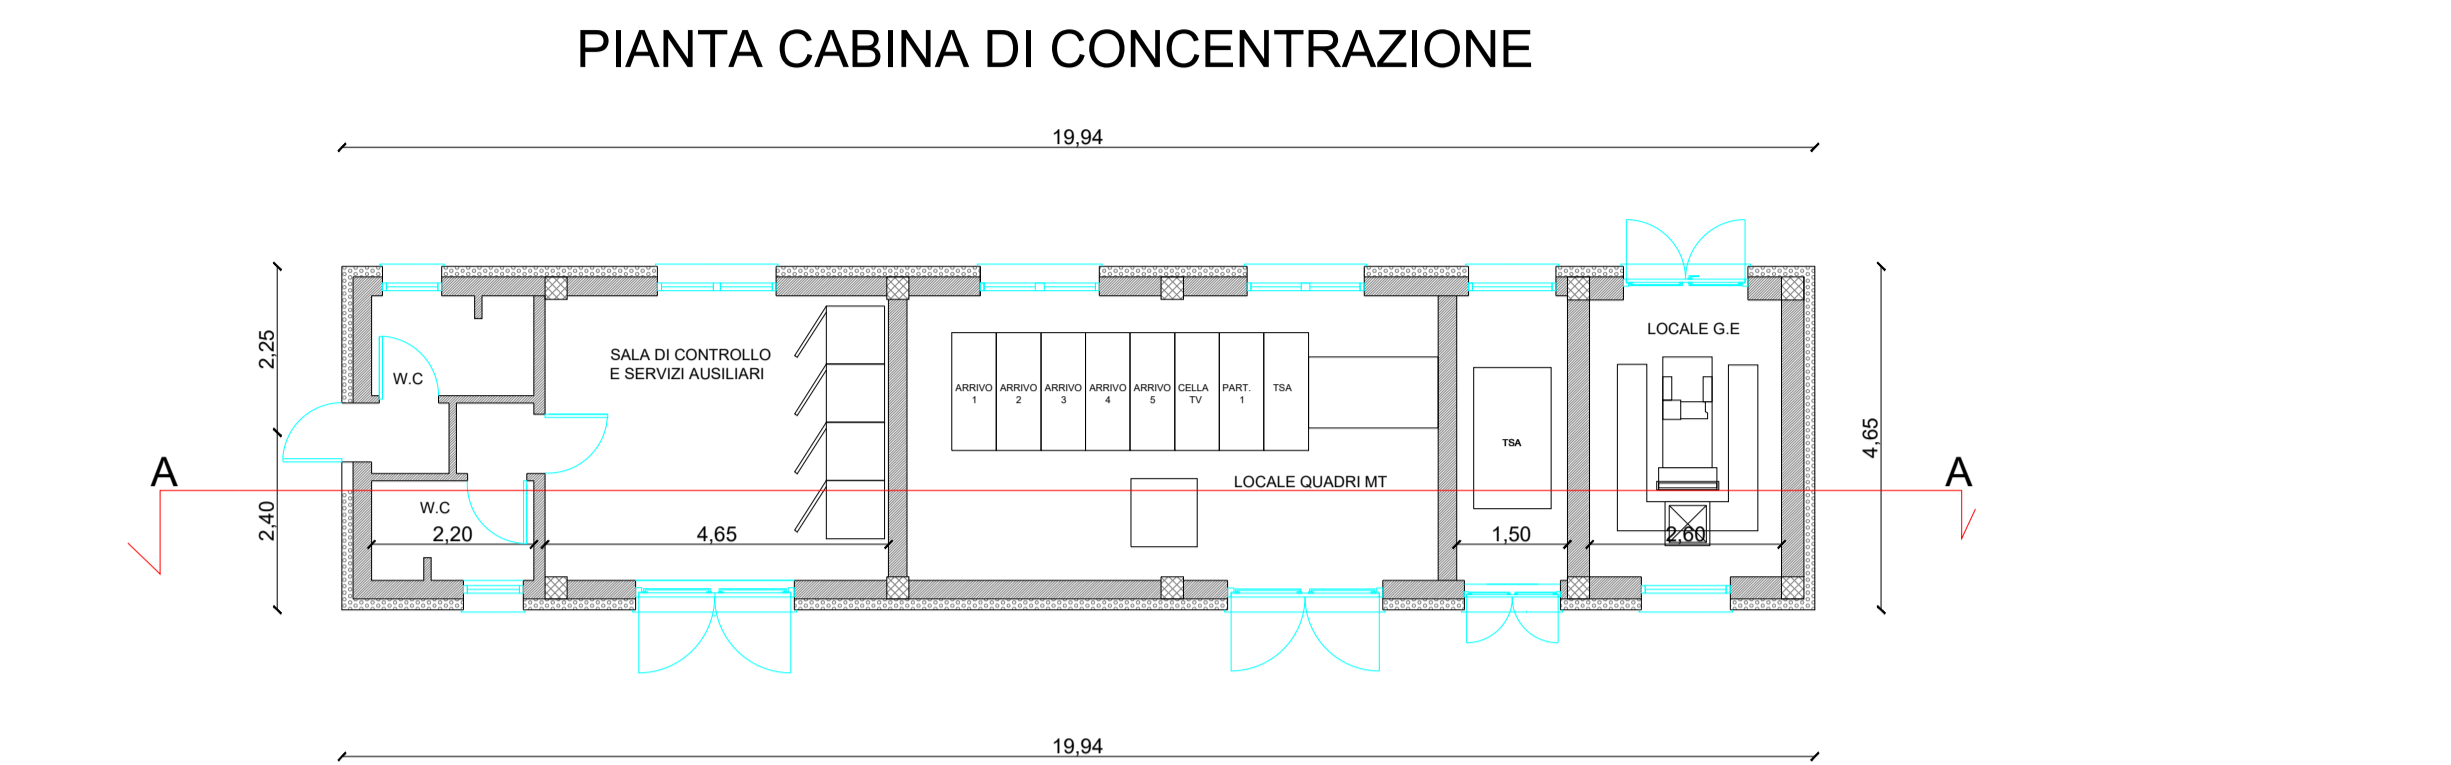 PIANTA CABINA DI CONCENTRAZIONE
19,94
LOCALE G.E
SALA DI CONTROLLO
E SERVIZI AUSILIARI
W.C
2,25
ARRIVO
1
ARRIVO
2
ARRIVO
3
ARRIVO
4
ARRIVO
5
CELLA
TV
PART.
1
TSA
TSA
4,65
A
A
LOCALE QUADRI MT
W.C
2,40
2,20
4,65
1,50
2,60
19,94